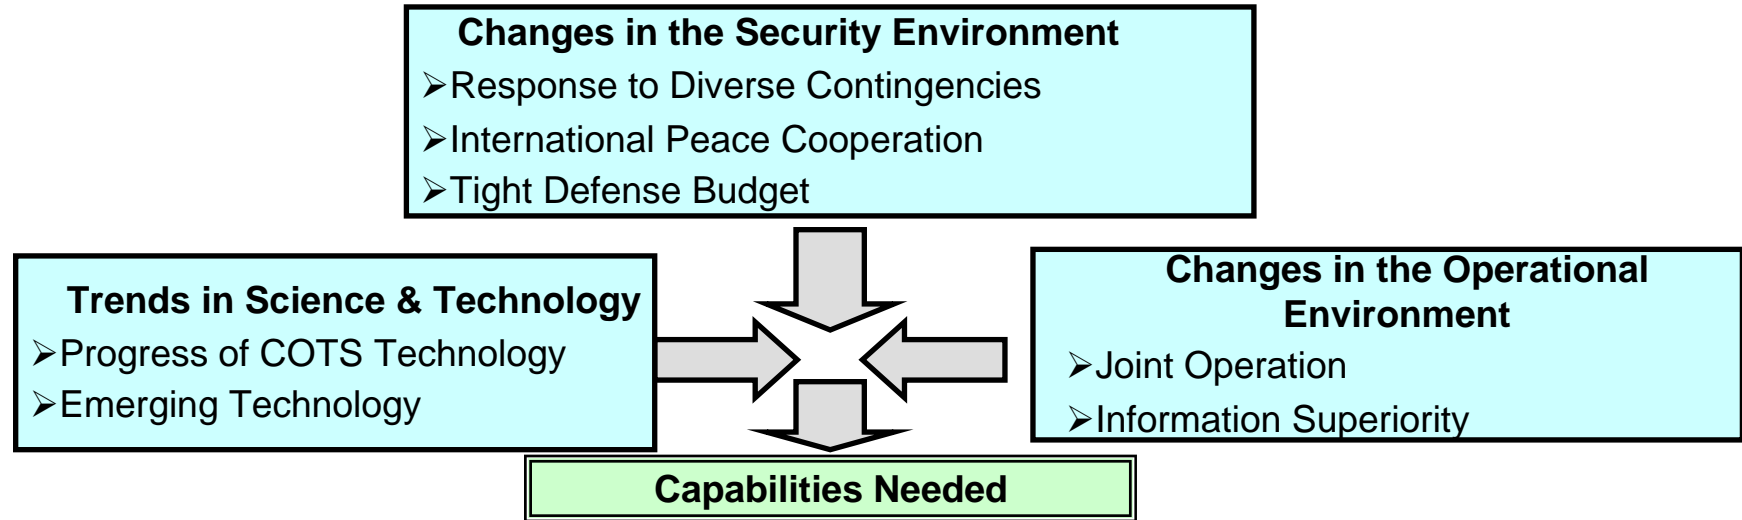 Changes in the Security Environment
➢Response to Diverse Contingencies
➢International Peace Cooperation
➢Tight Defense Budget
Trends in Science & Technology
➢Progress of COTS Technology
➢Emerging Technology
Changes in the Operational
Environment
➢Joint Operation
➢Information Superiority
Capabilities Needed